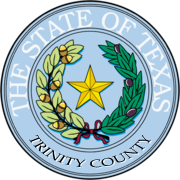 THE STATE OF TEXAS
TRINITY COUNTY